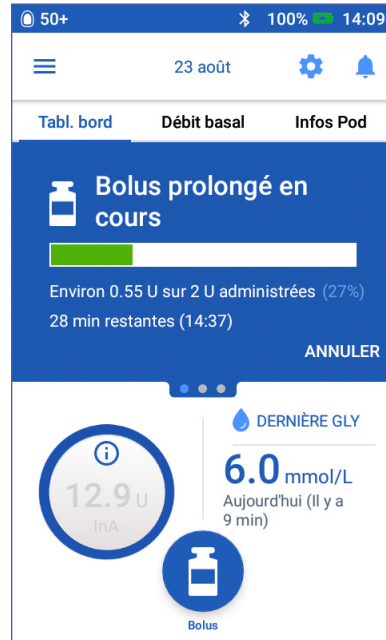 50+ 100% 14:09
23 août
Tabl. bord Débit basal Infos Pod
Bolus prolongé en
cours
Environ 0.55 U sur 2 U administrées (27%)
28 min restantes (14:37)
ANNULER
DERNIÈRE GLY
12.9 U
InA
6.0 mmol/L
Aujourd'hui (Il y a
9 min)
Bolus